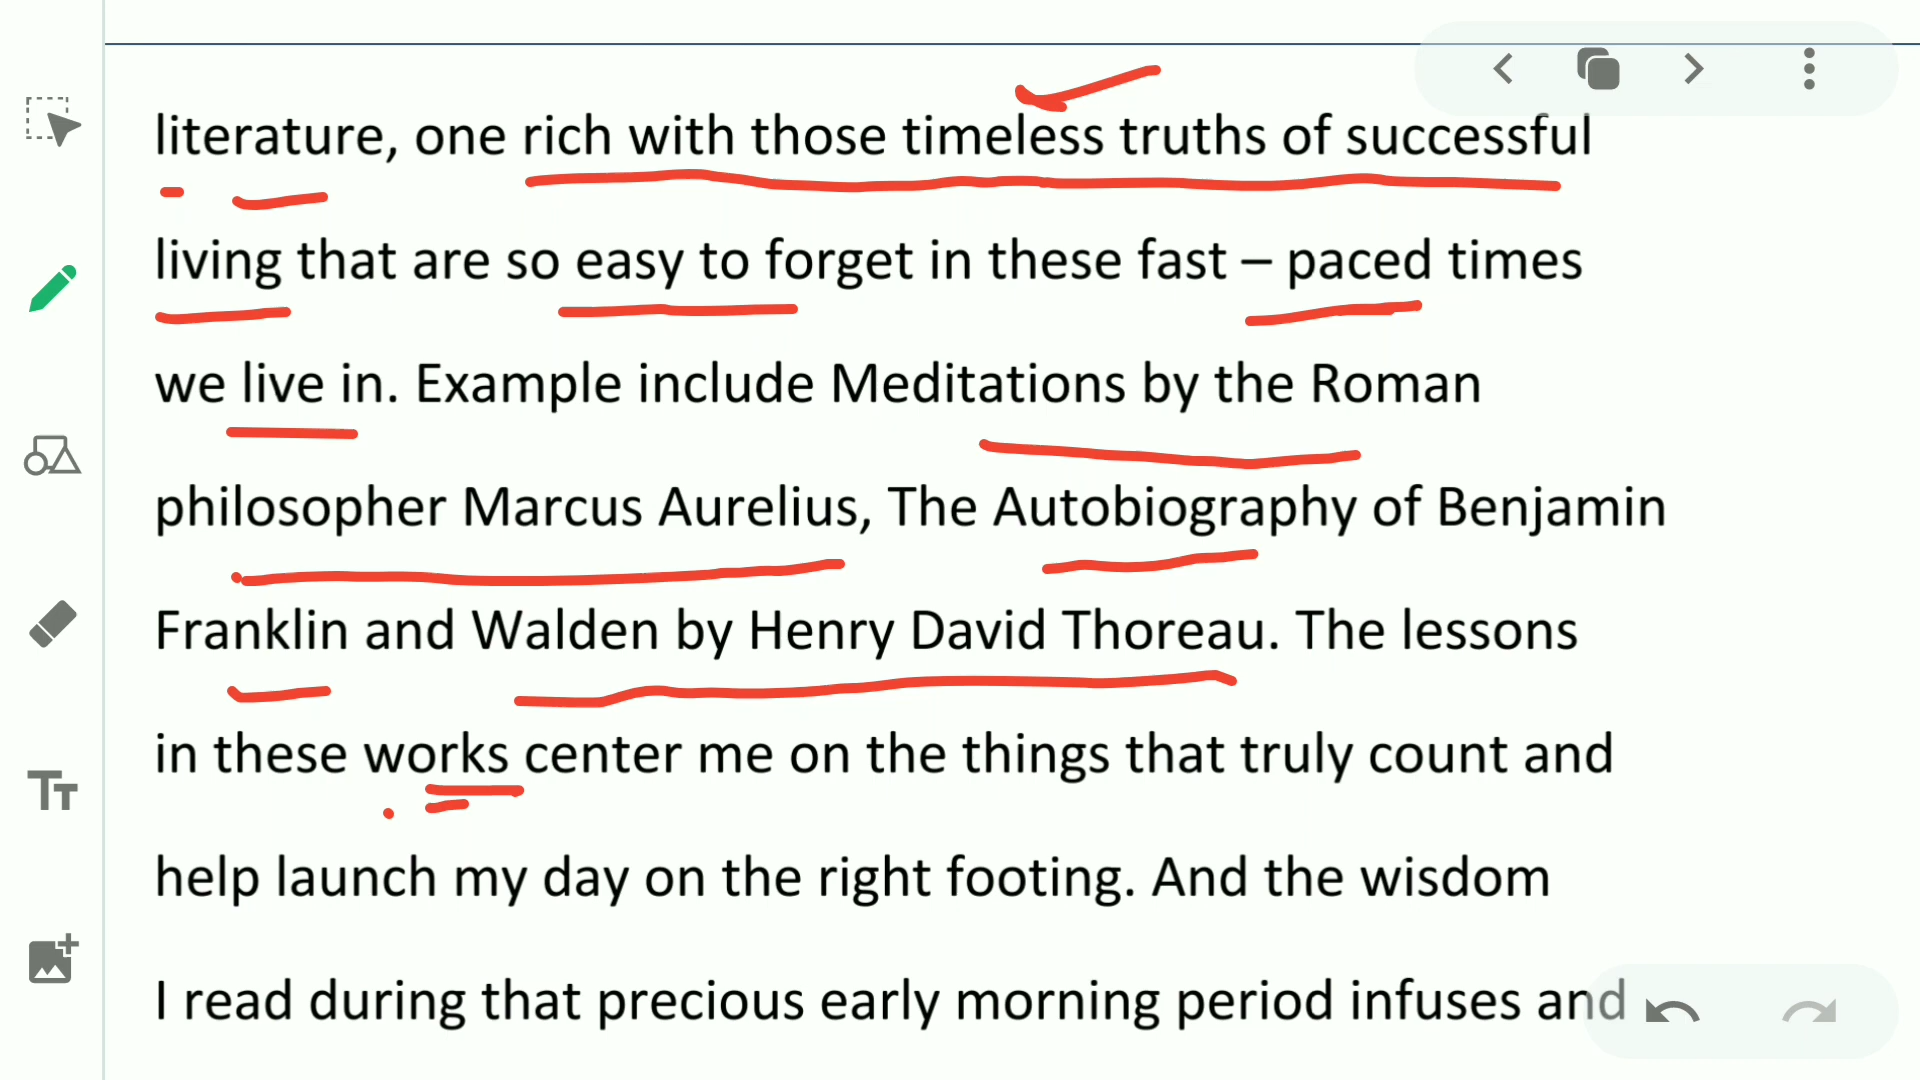 literature, one rich with those timeless truths of successful
living that are so easy to forget in these fast – paced times
we live in. Example include Meditations by the Roman
philosopher Marcus Aurelius, The Autobiography of Benjamin
Franklin and Walden by Henry David Thoreau. The lessons
in these works center me on the things that truly count and
help launch my day on the right footing. And the wisdom
I read during that precious early morning period infuses and